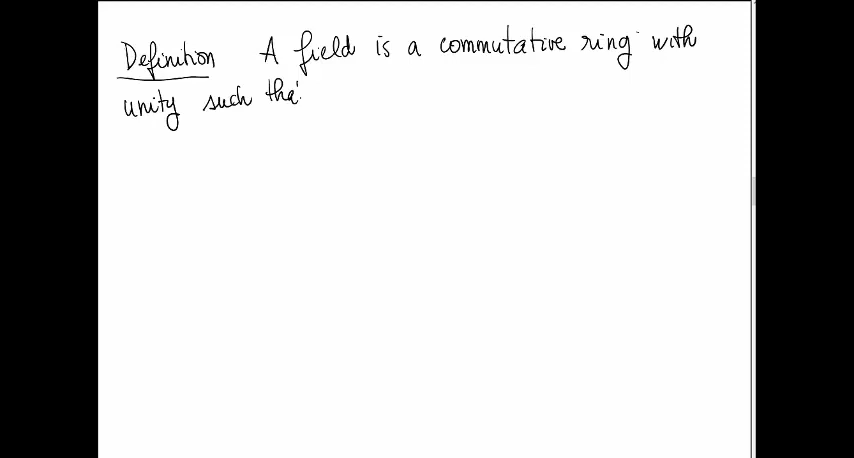 Definition A field is a commutative ring with
unity such tha